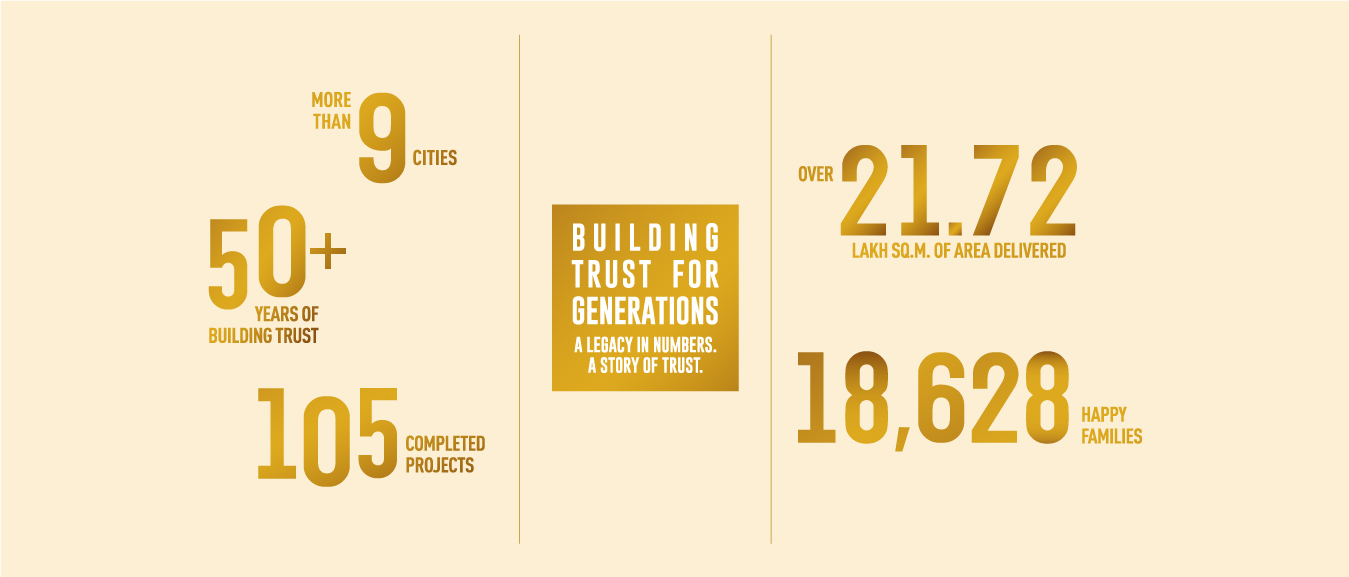 MORE
THAN
9 CITIES
50+
YEARS OF
BUILDING TRUST
105 COMPLETED
PROJECTS
BUILDING
TRUST FOR
GENERATIONS
A LEGACY IN NUMBERS.
A STORY OF TRUST.
OVER 21.72
LAKH SQ.M. OF AREA DELIVERED
18,628 HAPPY
FAMILIES